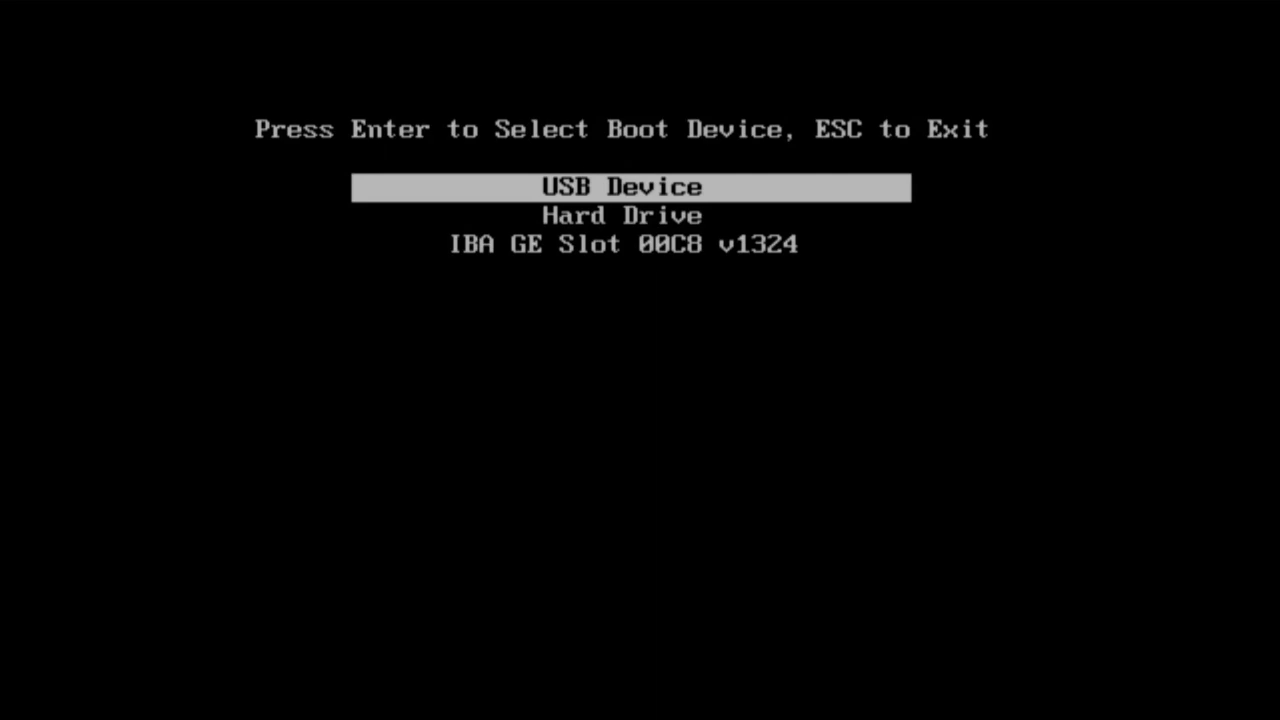 Press Enter to Select Boot Device, ESC to Exit
USB Device
Hard Drive
IBA GE Slot 00C8 v1324